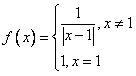 f(x)={ 1/|x-1|, x≠1
1, x=1